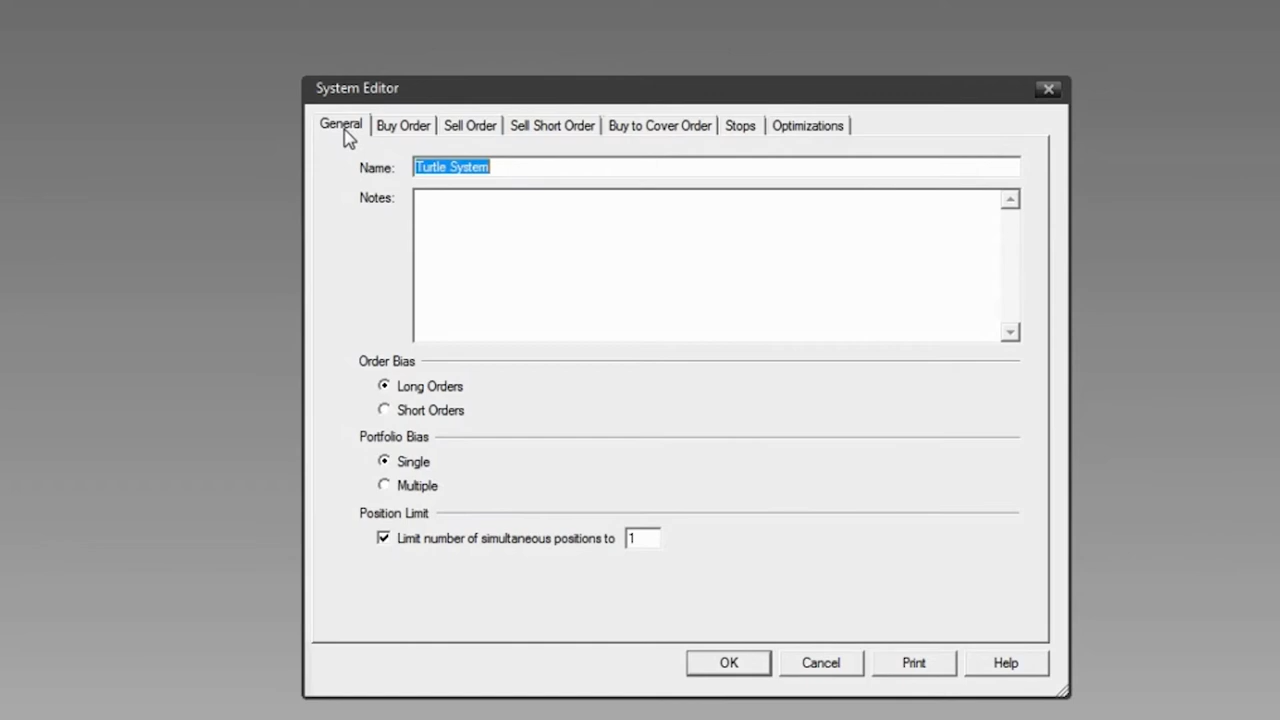 System Editor
General Buy Order Sell Order Sell Short Order Buy to Cover Order Stops Optimizations
Name: Turtle System
Notes:
Order Bias
Long Orders
Short Orders
Portfolio Bias
Single
Multiple
Position Limit
Limit number of simultaneous positions to 1
OK Cancel Print Help